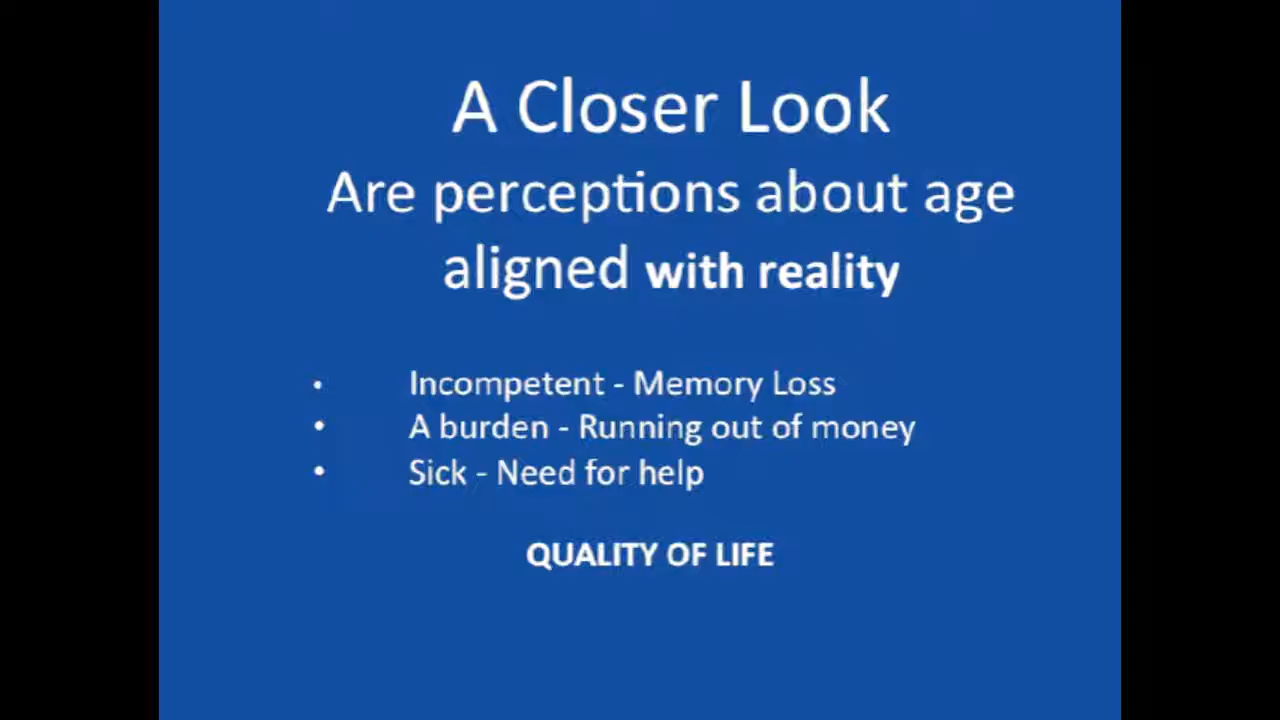 A Closer Look
Are perceptions about age
aligned with reality
• Incompetent - Memory Loss
• A burden - Running out of money
• Sick - Need for help
QUALITY OF LIFE